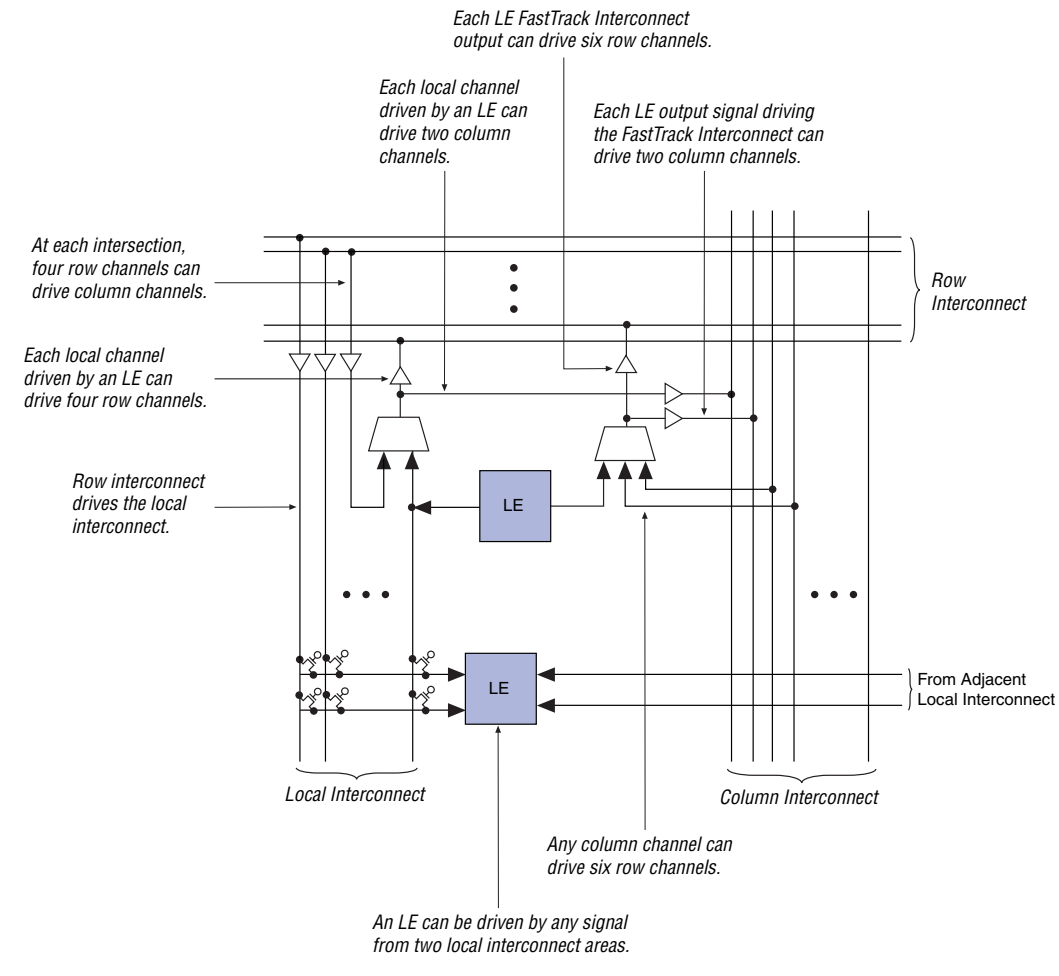 Each LE FastTrack Interconnect
output can drive six row channels.
Each local channel
driven by an LE can
drive two column
channels.
Each LE output signal driving
the FastTrack Interconnect can
drive two column channels.
At each intersection,
four row channels can
drive column channels.
Row
Interconnect
Each local channel
driven by an LE can
drive four row channels.
Row interconnect
drives the local
interconnect.
LE
LE
From Adjacent
Local Interconnect
Local Interconnect
Column Interconnect
Any column channel can
drive six row channels.
An LE can be driven by any signal
from two local interconnect areas.